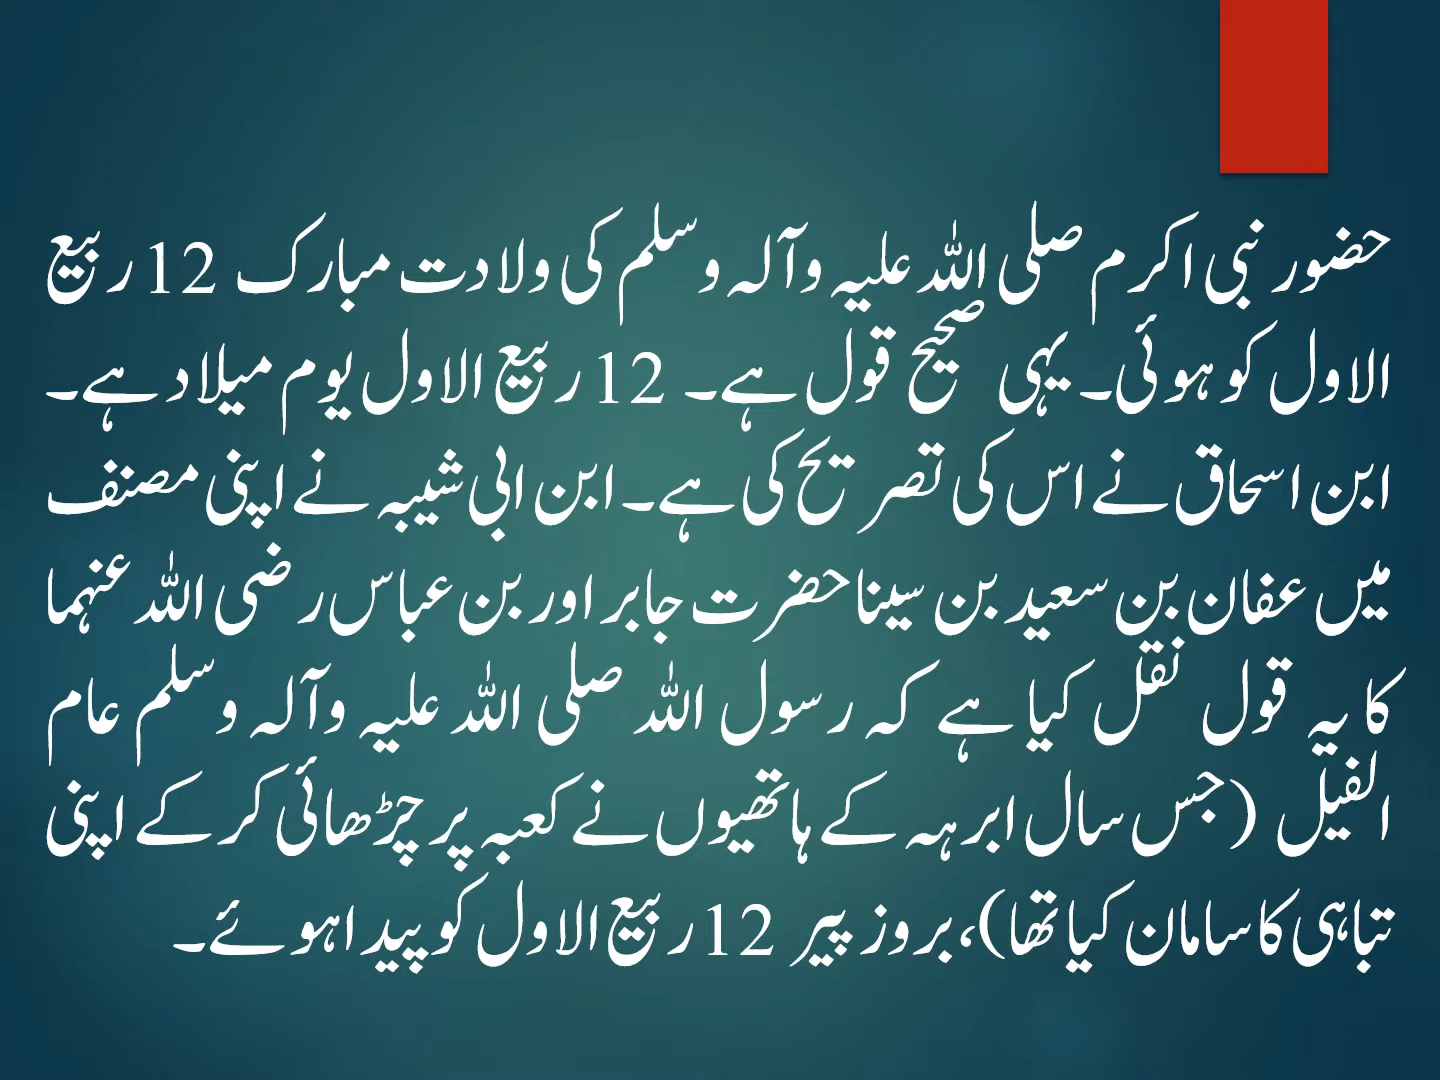 حضور نبی اکرم صلی اللہ علیہ وآلہ وسلم کی ولادت مبارک 12 ربیع
الاول کو ہوئی۔ یہی صحیح قول ہے۔ 12 ربیع الاول یوم میلاد ہے۔
ابن اسحاق نے اس کی تصریح کی ہے۔ ابن ابی شیبہ نے اپنی مصنف
میں عفان بن سعید بن سینا حضرت جابر اور بن عباس رضی اللہ عنہما
کا یہ قول نقل کیا ہے کہ رسول اللہ صلی اللہ علیہ وآلہ وسلم عام
الفیل (جس سال ابرہہ کے ہاتھیوں نے کعبہ پر چڑھائی کر کے اپنی
تباہی کا سامان کیا تھا)، بروز پیر 12 ربیع الاول کو پیدا ہوئے۔